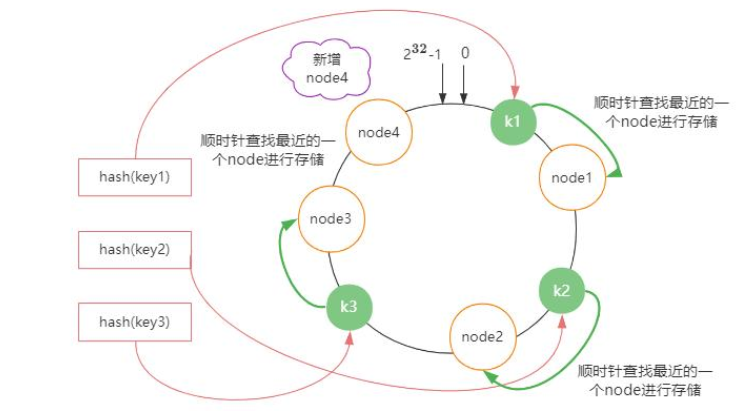 新增
node4
2³²-1
0
k1
顺时针查找最近的一
个node进行存储
node4
顺时针查找最近的一
个node进行存储
hash(key1)
node1
node3
hash(key2)
k2
k3
hash(key3)
node2
顺时针查找最近的一
个node进行存储